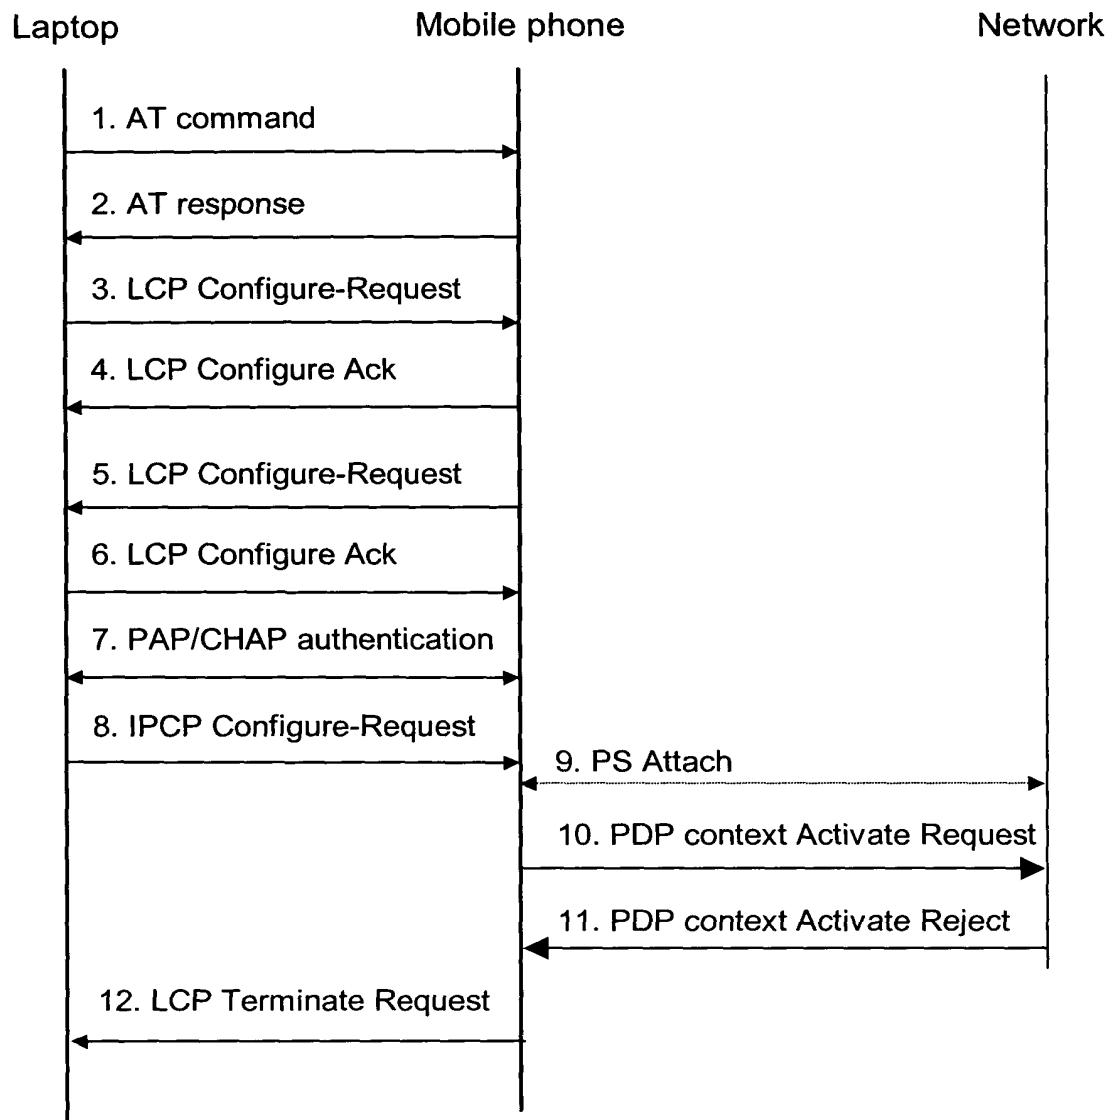 Laptop Mobile phone Network
1. AT command
2. AT response
3. LCP Configure-Request
4. LCP Configure Ack
5. LCP Configure-Request
6. LCP Configure Ack
7. PAP/CHAP authentication
8. IPCP Configure-Request
9. PS Attach
10. PDP context Activate Request
11. PDP context Activate Reject
12. LCP Terminate Request